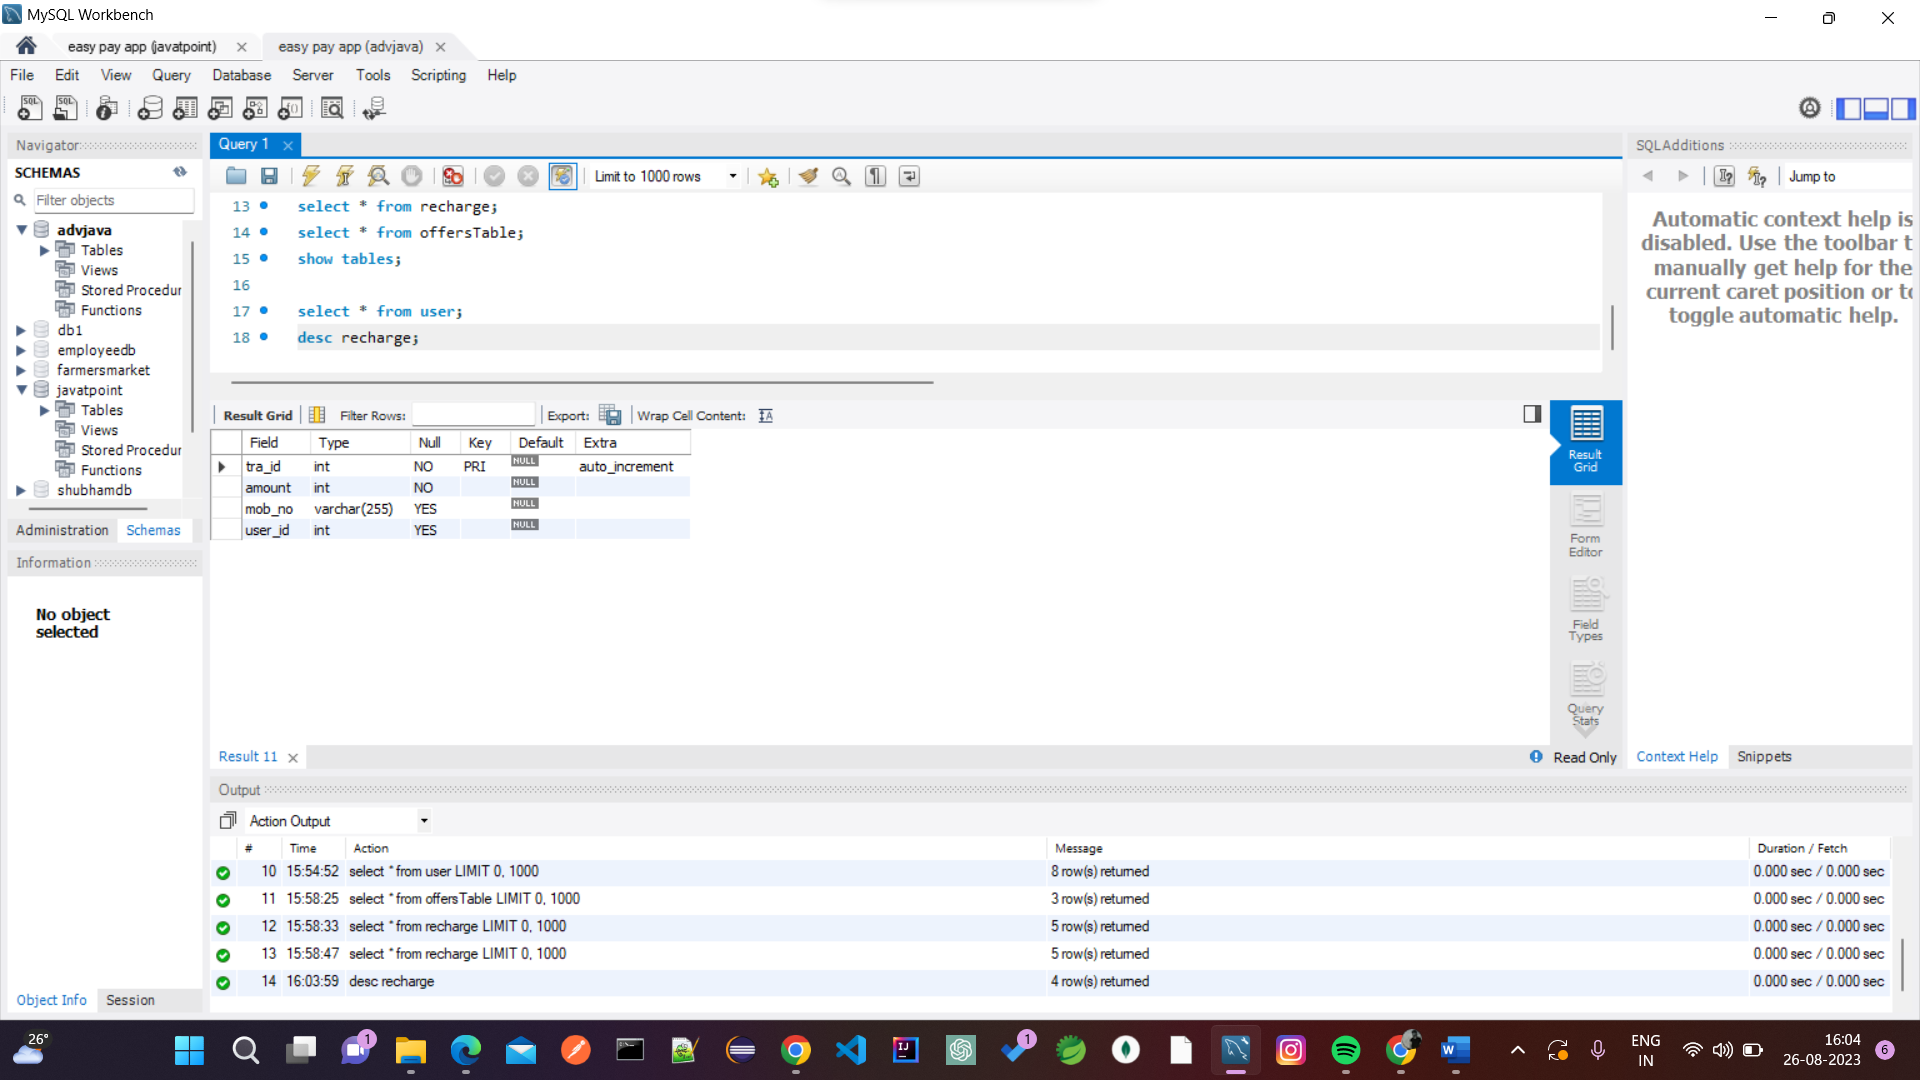 MySQL Workbench
easy pay app (javatpoint)
easy pay app (advjava)
File Edit View Query Database Server Tools Scripting Help
Navigator
SCHEMAS
Filter objects
advjava
Tables
Views
Stored Procedur
Functions
db1
employeedb
farmersmarket
javatpoint
Tables
Views
Stored Procedur
Functions
shubhamdb
Administration Schemas
Information
No object
selected
Object Info Session
Query 1
Limit to 1000 rows
13 select * from recharge;
14 select * from offersTable;
15 show tables;
16
17 select * from user;
18 desc recharge;
Result Grid Filter Rows: Export: Wrap Cell Content:
Field Type Null Key Default Extra
tra_id int NO PRI NULL auto_increment
amount int NO NULL
mob_no varchar(255) YES NULL
user_id int YES NULL
Result
Grid
Form
Editor
Field
Types
Query
Stats
Result 11
Read Only
SQLAdditions
Jump to
Automatic context help is
disabled. Use the toolbar t
manually get help for the
current caret position or to
toggle automatic help.
Context Help Snippets
Output
Action Output
# Time Action Message Duration / Fetch
10 15:54:52 select * from user LIMIT 0, 1000 8 row(s) returned 0.000 sec / 0.000 sec
11 15:58:25 select * from offersTable LIMIT 0, 1000 3 row(s) returned 0.000 sec / 0.000 sec
12 15:58:33 select * from recharge LIMIT 0, 1000 5 row(s) returned 0.000 sec / 0.000 sec
13 15:58:47 select * from recharge LIMIT 0, 1000 5 row(s) returned 0.000 sec / 0.000 sec
14 16:03:59 desc recharge 4 row(s) returned 0.000 sec / 0.000 sec
26°
1
1
ENG
IN
16:04
26-08-2023
6